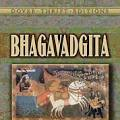 DOVER · THRIFT · EDITIONS
BHAGAVADGITA